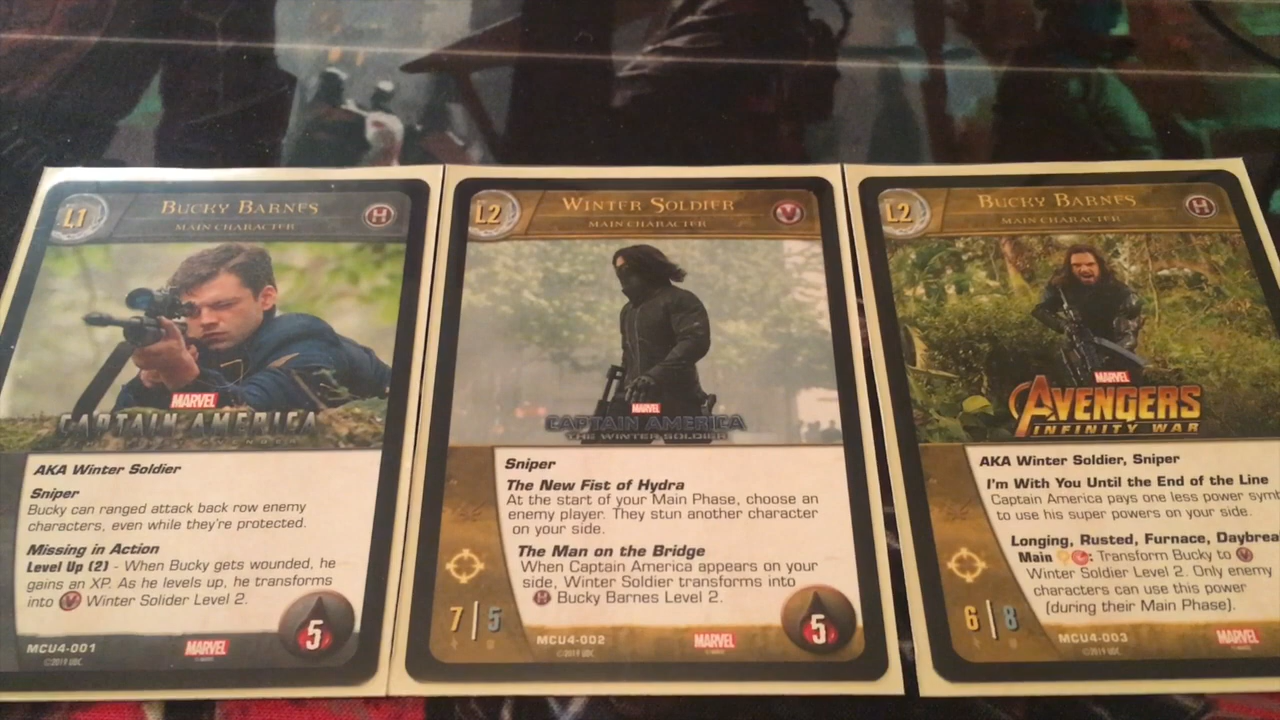 L1
BUCKY BARNES
H
MAIN CHARACTER
MARVEL
CAPTAIN AMERICA
AKA Winter Soldier
Sniper
Bucky can ranged attack back row enemy
characters, even while they're protected.
Missing in Action
Level Up (2) - When Bucky gets wounded, he
gains an XP. As he levels up, he transforms
into V Winter Solider Level 2.
5
MCU4-001
MARVEL
©2019 UDC
L2
WINTER SOLDIER
V
MAIN CHARACTER
MARVEL
CAPTAIN AMERICA
THE WINTER SOLDIER
Sniper
The New Fist of Hydra
At the start of your Main Phase, choose an
enemy player. They stun another character
on your side.
The Man on the Bridge
When Captain America appears on your
side, Winter Soldier transforms into
H Bucky Barnes Level 2.
7 | 5
5
MCU4-002
MARVEL
©2019 UDC
L2
BUCKY BARNES
H
MAIN CHARACTER
MARVEL
AVENGERS
INFINITY WAR
AKA Winter Soldier, Sniper
I'm With You Until the End of the Line
Captain America pays one less power symb
to use his super powers on your side.
Longing, Rusted, Furnace, Daybrea
Main : Transform Bucky to V
Winter Soldier Level 2. Only enemy
characters can use this power
(during their Main Phase).
6 | 8
MCU4-003
MARVEL
©2019 UDC